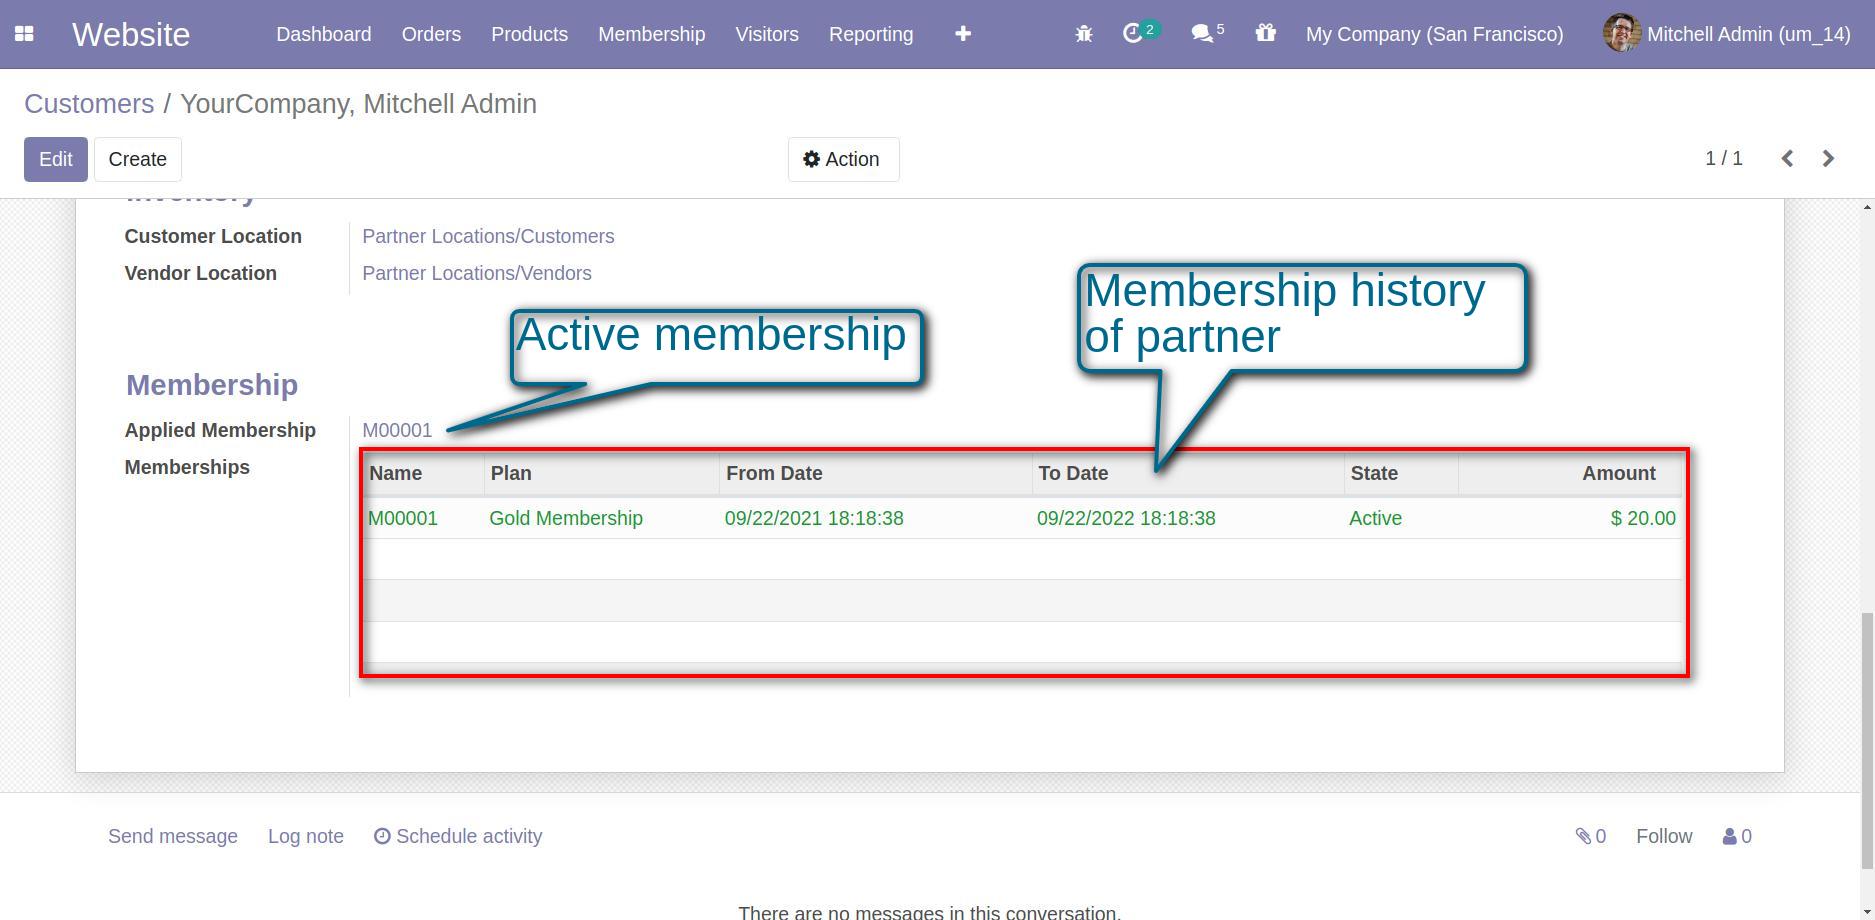 Website Dashboard Orders Products Membership Visitors Reporting 2 5 My Company (San Francisco) Mitchell Admin (um_14)
Customers / YourCompany, Mitchell Admin
Edit Create Action 1 / 1
Inventory
Customer Location Partner Locations/Customers
Vendor Location Partner Locations/Vendors
Active membership
Membership history
of partner
Membership
Applied Membership M00001
Memberships
Name Plan From Date To Date State Amount
M00001 Gold Membership 09/22/2021 18:18:38 09/22/2022 18:18:38 Active $ 20.00
Send message Log note Schedule activity 0 Follow 0
There are no messages in this conversation.